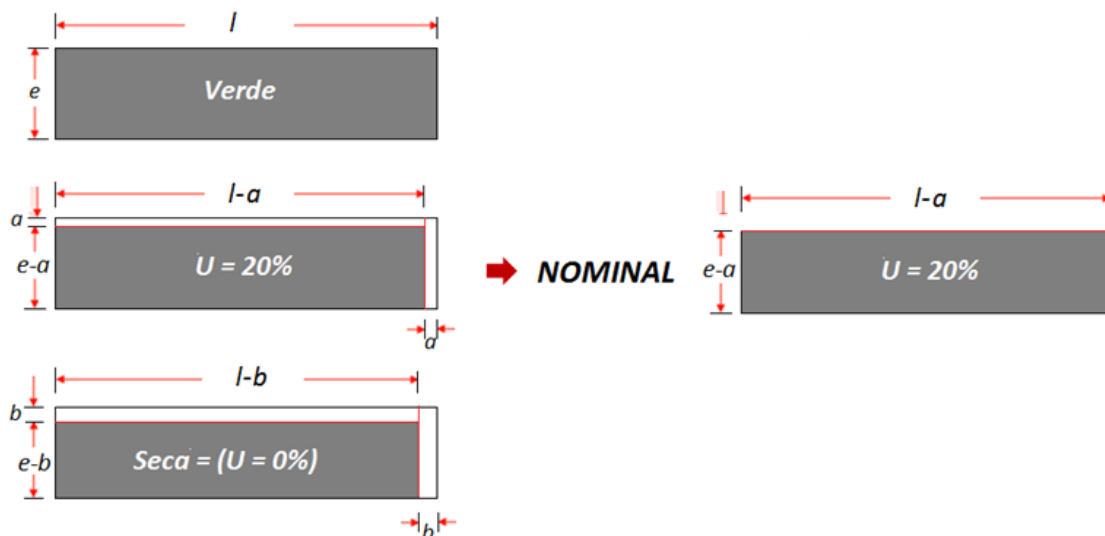 l
e
Verde
l-a
a
e-a
U = 20%
a
NOMINAL
l-a
e-a
U = 20%
l-b
b
e-b
Seca = (U = 0%)
b